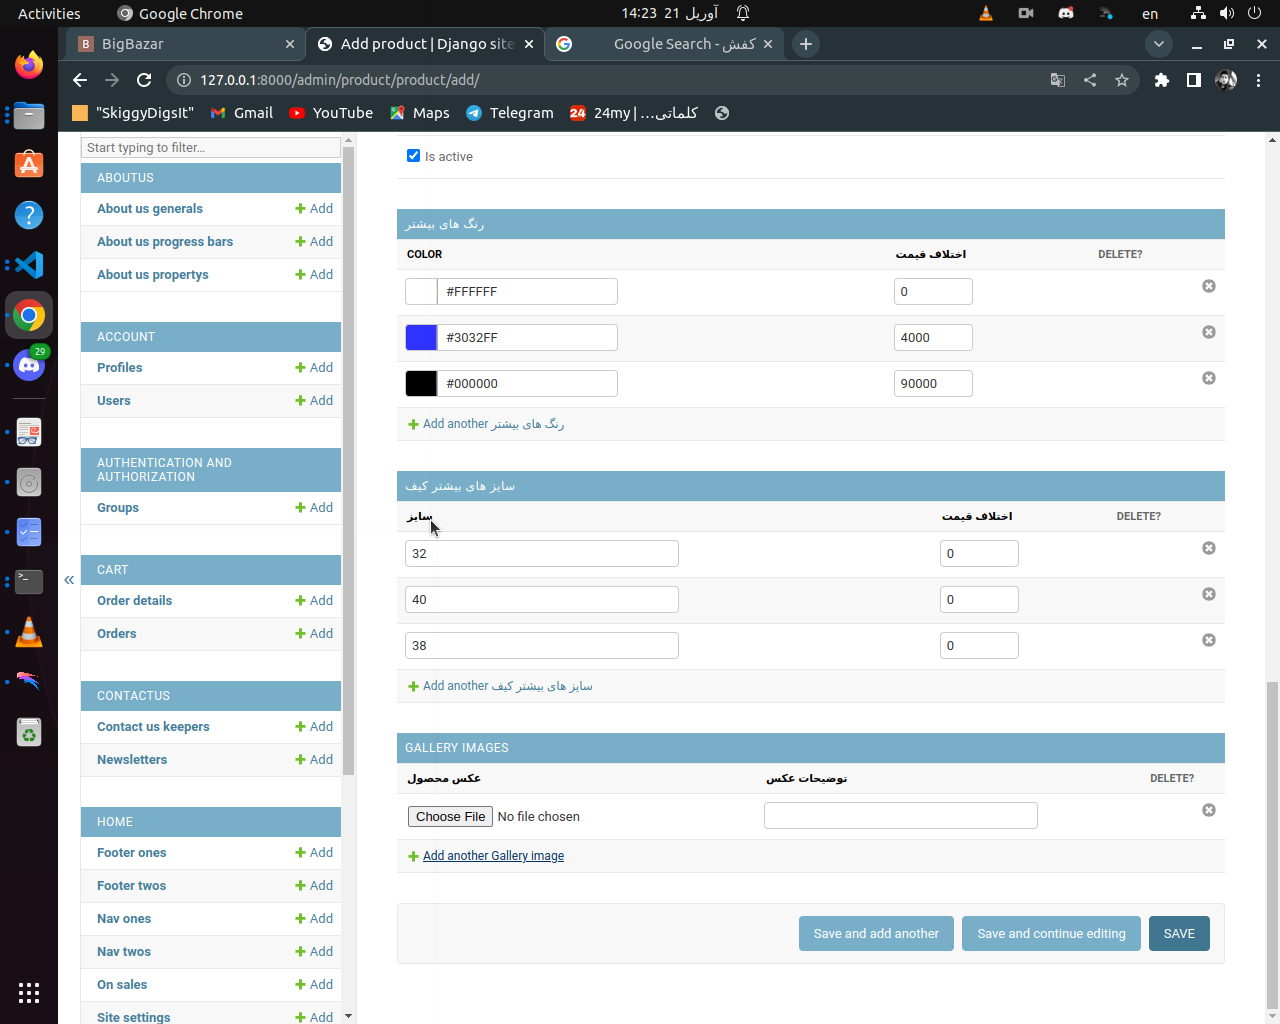 Activities
Google Chrome
14:23 21 آوریل
en
BigBazar
Add product | Django site
کفش - Google Search
127.0.0.1:8000/admin/product/product/add/
"SkiggyDigsIt"
Gmail
YouTube
Maps
Telegram
24my | کلماتی…
29
Start typing to filter…
ABOUTUS
About us generals
Add
About us progress bars
Add
About us propertys
Add
ACCOUNT
Profiles
Add
Users
Add
AUTHENTICATION AND
AUTHORIZATION
Groups
Add
CART
Order details
Add
Orders
Add
CONTACTUS
Contact us keepers
Add
Newsletters
Add
HOME
Footer ones
Add
Footer twos
Add
Nav ones
Add
Nav twos
Add
On sales
Add
Site settings
Add
«
Is active
رنگ های بیشتر
COLOR
اختلاف قیمت
DELETE?
#FFFFFF
0
#3032FF
4000
#000000
90000
Add another رنگ های بیشتر
سایز های بیشتر کیف
سایز
اختلاف قیمت
DELETE?
32
0
40
0
38
0
Add another سایز های بیشتر کیف
GALLERY IMAGES
عکس محصول
توضیحات عکس
DELETE?
Choose File No file chosen
Add another Gallery image
Save and add another
Save and continue editing
SAVE